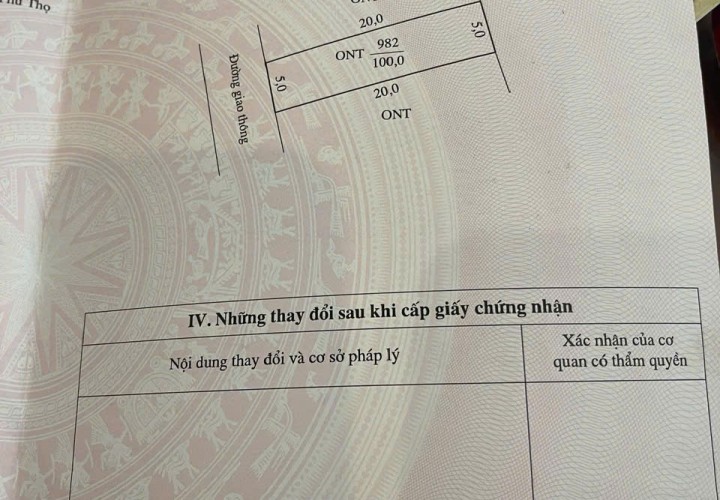 Thọ
20,0
5,0
ONT 982
100,0
Đường giao thông
5,0
20,0
ONT
IV. Những thay đổi sau khi cấp giấy chứng nhận
Nội dung thay đổi và cơ sở pháp lý
Xác nhận của cơ
quan có thẩm quyền